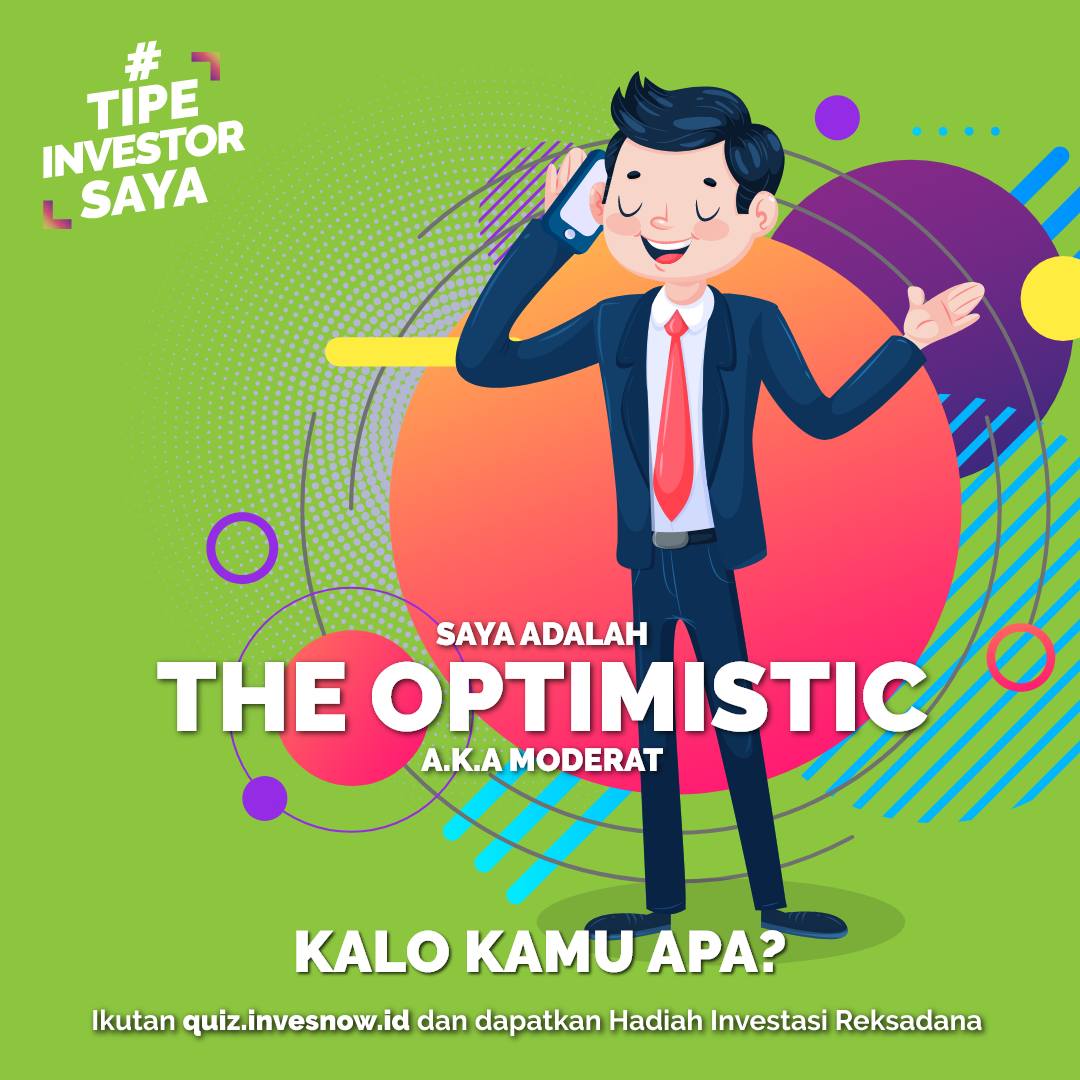 #
TIPE
INVESTOR
SAYA
SAYA ADALAH
THE OPTIMISTIC
A.K.A MODERAT
KALO KAMU APA?
Ikutan quiz.invesnow.id dan dapatkan Hadiah Investasi Reksadana